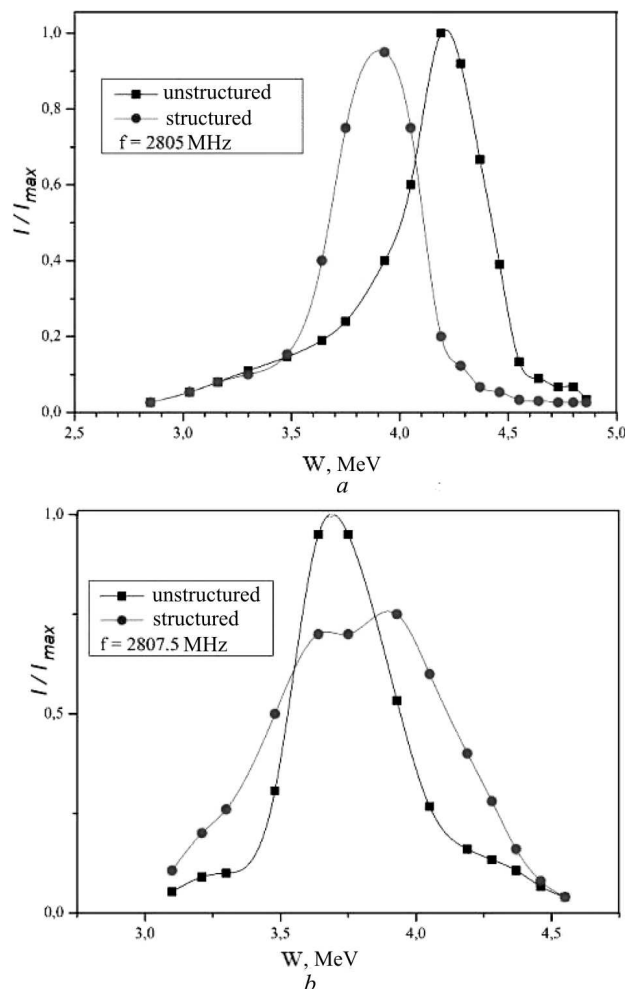 1,0
0,8
0,6
0,4
0,2
0,0
I / I max
unstructured
structured
f = 2805 MHz
2,5 3,0 3,5 4,0 4,5 5,0
W, MeV
a
1,0
0,5
0,0
I / I max
unstructured
structured
f = 2807.5 MHz
3,0 3,5 4,0 4,5
W, MeV
b